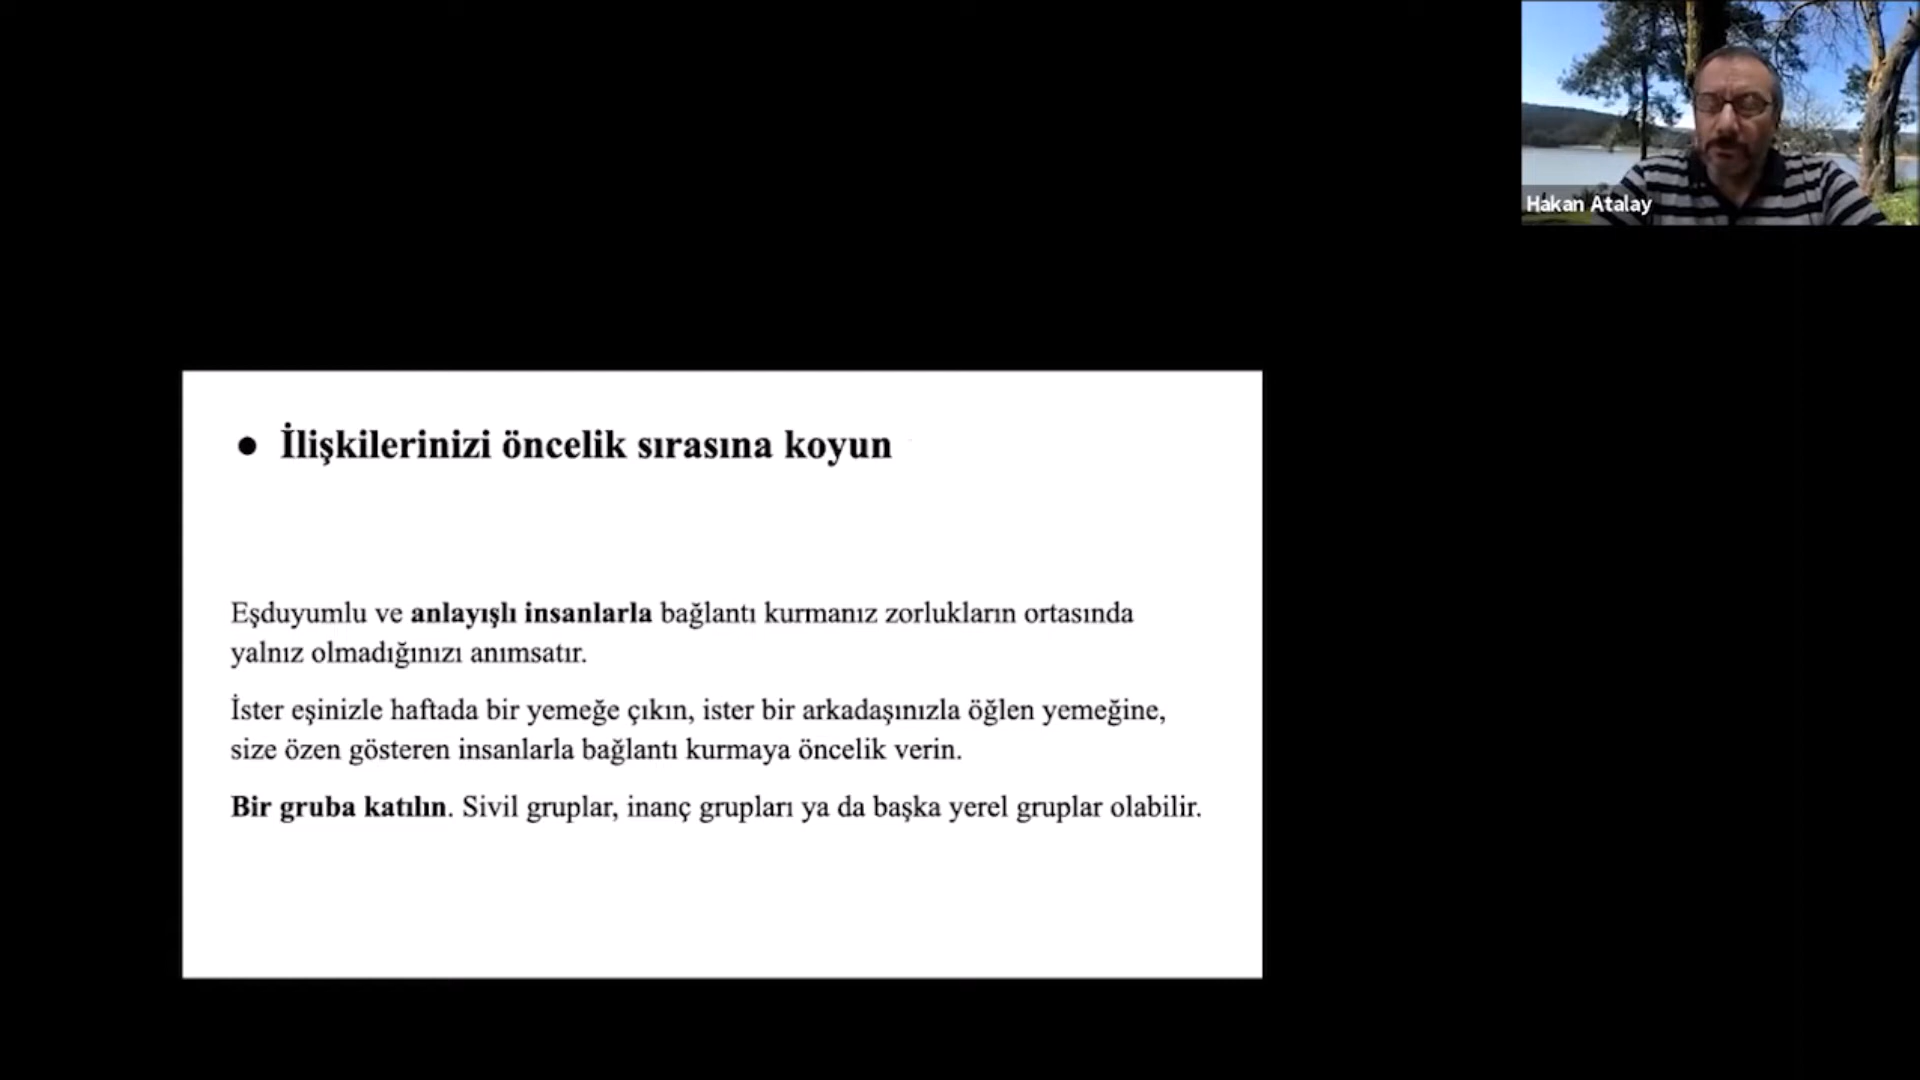 Hakan Atalay
● İlişkilerinizi öncelik sırasına koyun
Eşduyumlu ve anlayışlı insanlarla bağlantı kurmanız zorlukların ortasında
yalnız olmadığınızı anımsatır.
İster eşinizle haftada bir yemeğe çıkın, ister bir arkadaşınızla öğlen yemeğine,
size özen gösteren insanlarla bağlantı kurmaya öncelik verin.
Bir gruba katılın. Sivil gruplar, inanç grupları ya da başka yerel gruplar olabilir.